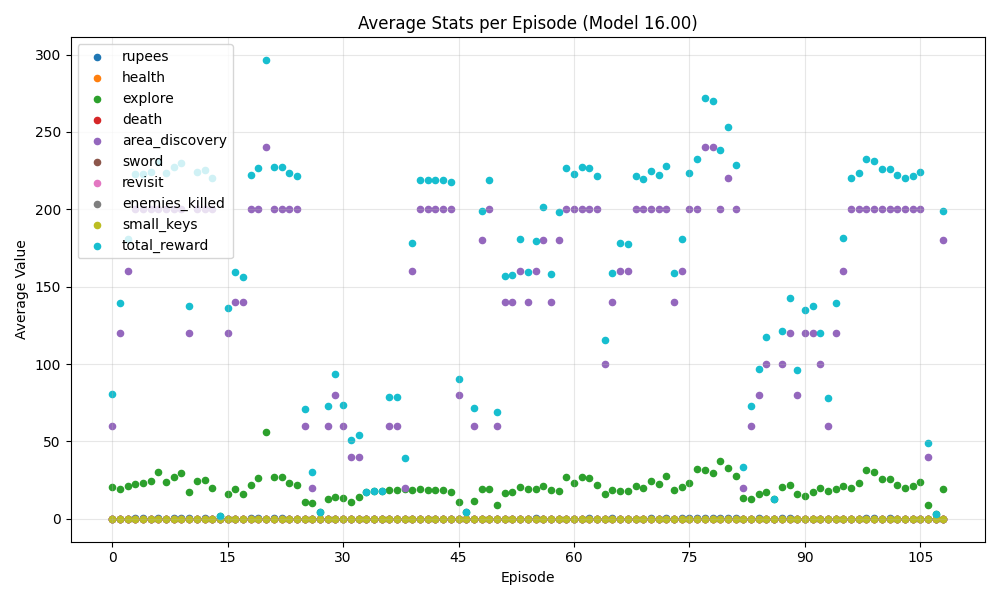 Average Stats per Episode (Model 16.00)
300
250
200
150
100
50
0
Average Value
rupees
health
explore
death
area_discovery
sword
revisit
enemies_killed
small_keys
total_reward
0 15 30 45 60 75 90 105
Episode